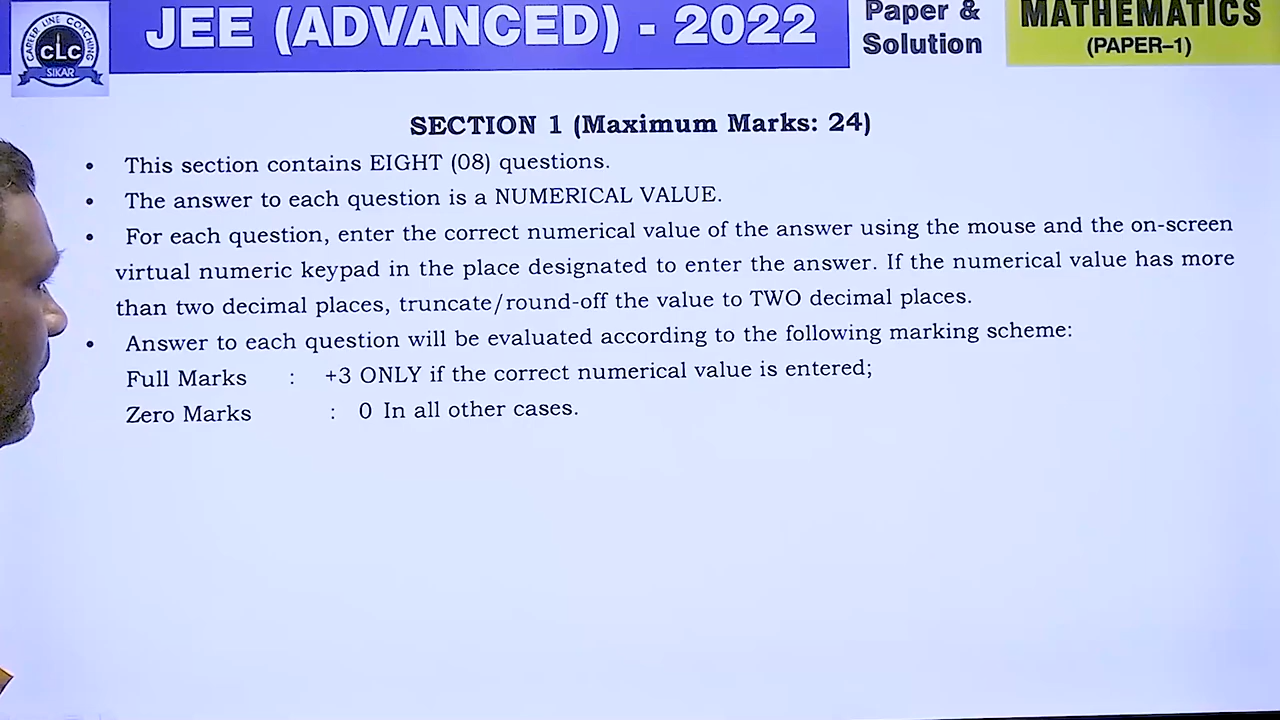 CAREER LINE COACHING
CLC
SIKAR
JEE (ADVANCED) - 2022
Paper &
Solution
MATHEMATICS
(PAPER–1)
SECTION 1 (Maximum Marks: 24)
• This section contains EIGHT (08) questions.
• The answer to each question is a NUMERICAL VALUE.
• For each question, enter the correct numerical value of the answer using the mouse and the on-screen
virtual numeric keypad in the place designated to enter the answer. If the numerical value has more
than two decimal places, truncate/round-off the value to TWO decimal places.
• Answer to each question will be evaluated according to the following marking scheme:
Full Marks : +3 ONLY if the correct numerical value is entered;
Zero Marks : 0 In all other cases.